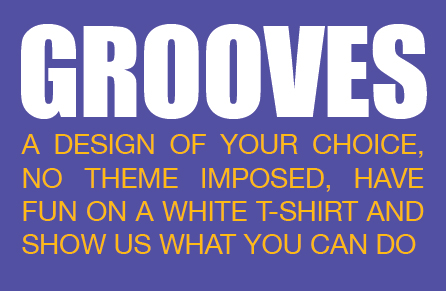 GROOVES
A DESIGN OF YOUR CHOICE,
NO THEME IMPOSED, HAVE
FUN ON A WHITE T-SHIRT AND
SHOW US WHAT YOU CAN DO